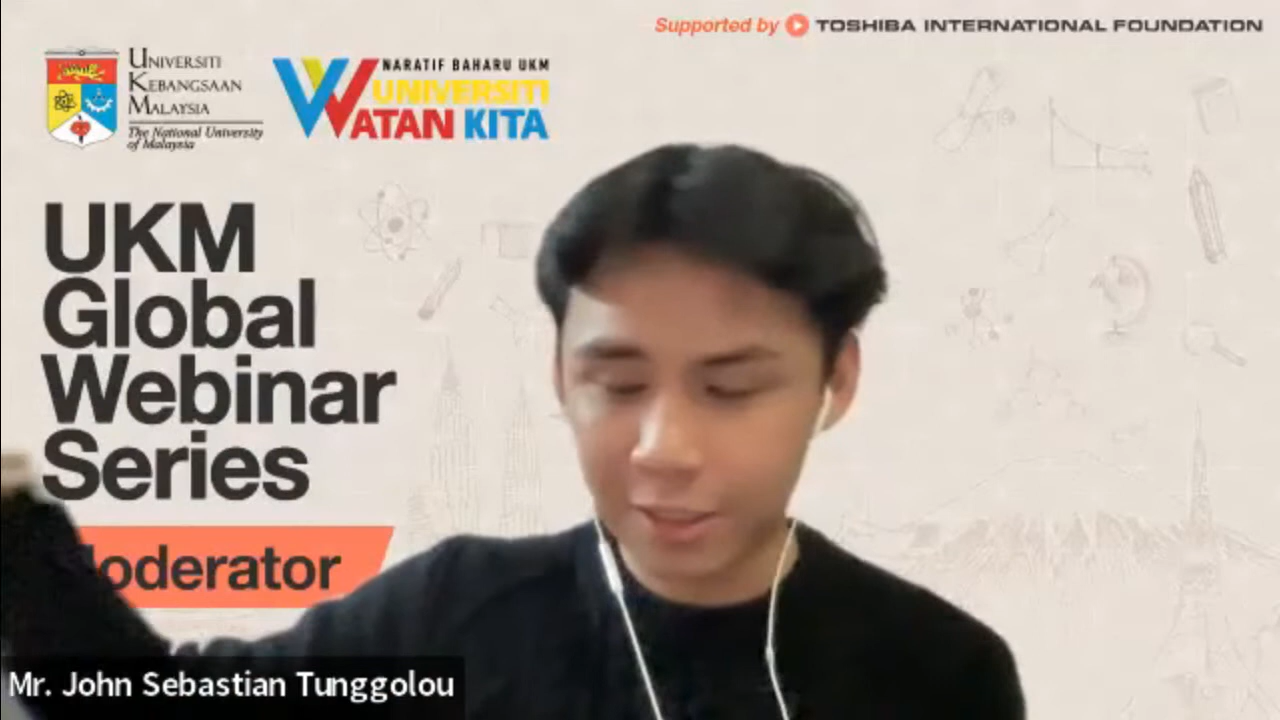 Supported by TOSHIBA INTERNATIONAL FOUNDATION
UNIVERSITI
KEBANGSAAN
MALAYSIA
The National University
of Malaysia
NARATIF BAHARU UKM
UNIVERSITI
WATAN KITA
UKM
Global
Webinar
Series
oderator
Mr. John Sebastian Tunggolou